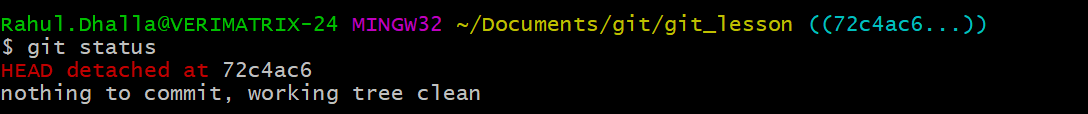 Rahul.Dhalla@VERIMATRIX-24 MINGW32 ~/Documents/git/git_lesson ((72c4ac6...))
$ git status
HEAD detached at 72c4ac6
nothing to commit, working tree clean